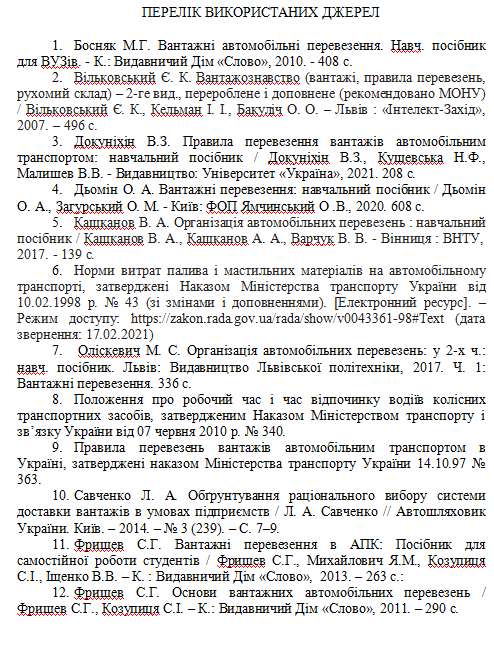 ПЕРЕЛІК ВИКОРИСТАНИХ ДЖЕРЕЛ
1. Босняк М.Г. Вантажні автомобільні перевезення. Навч. посібник
для ВУЗів. - К.: Видавничий Дім «Слово», 2010. - 408 с.
2. Вільковський Є. К. Вантажознавство (вантажі, правила перевезень,
рухомий склад) – 2-ге вид., перероблене і доповнене (рекомендовано МОНУ)
/ Вільковський Є. К., Кельман І. І., Бакуліч О. О. – Львів : «Інтелект-Захід»,
2007. – 496 с.
3. Докуніхін В.З. Правила перевезення вантажів автомобільним
транспортом: навчальний посібник / Докуніхін В.З., Кущевська Н.Ф.,
Малишев В.В. - Видавництво: Університет «Україна», 2021. 208 с.
4. Дьомін О. А. Вантажні перевезення: навчальний посібник / Дьомін
О. А., Загурський О. М. - Київ: ФОП Ямчинський О .В., 2020. 608 с.
5. Кашканов В. А. Організація автомобільних перевезень : навчальний
посібник / Кашканов В. А., Кашканов А. А., Варчук В. В. - Вінниця : ВНТУ,
2017. - 139 с.
6. Норми витрат палива і мастильних матеріалів на автомобільному
транспорті, затверджені Наказом Міністерства транспорту України від
10.02.1998 р. № 43 (зі змінами і доповненнями). [Електронний ресурс]. –
Режим доступу: https://zakon.rada.gov.ua/rada/show/v0043361-98#Text (дата
звернення: 17.02.2021)
7. Оліскевич М. С. Організація автомобільних перевезень: у 2-х ч.:
навч. посібник. Львів: Видавництво Львівської політехніки, 2017. Ч. 1:
Вантажні перевезення. 336 с.
8. Положення про робочий час і час відпочинку водіїв колісних
транспортних засобів, затвердженим Наказом Міністерством транспорту і
зв’язку України від 07 червня 2010 р. № 340.
9. Правила перевезень вантажів автомобільним транспортом в
Україні, затверджені наказом Міністерства транспорту України 14.10.97 №
363.
10. Савченко Л. А. Обґрунтування раціонального вибору системи
доставки вантажів в умовах підприємств / Л. А. Савченко // Автошляховик
України. Київ. – 2014. – № 3 (239). – С. 7–9.
11. Фришев С.Г. Вантажні перевезення в АПК: Посібник для
самостійної роботи студентів / Фришев С.Г., Михайлович Я.М., Козупиця
С.І., Іщенко В.В. – К. : Видавничий Дім «Слово», 2013. – 263 с.:
12. Фришев С.Г. Основи вантажних автомобільних перевезень /
Фришев С.Г., Козупиця С.І. – К.: Видавничий Дім «Слово», 2011. – 290 с.